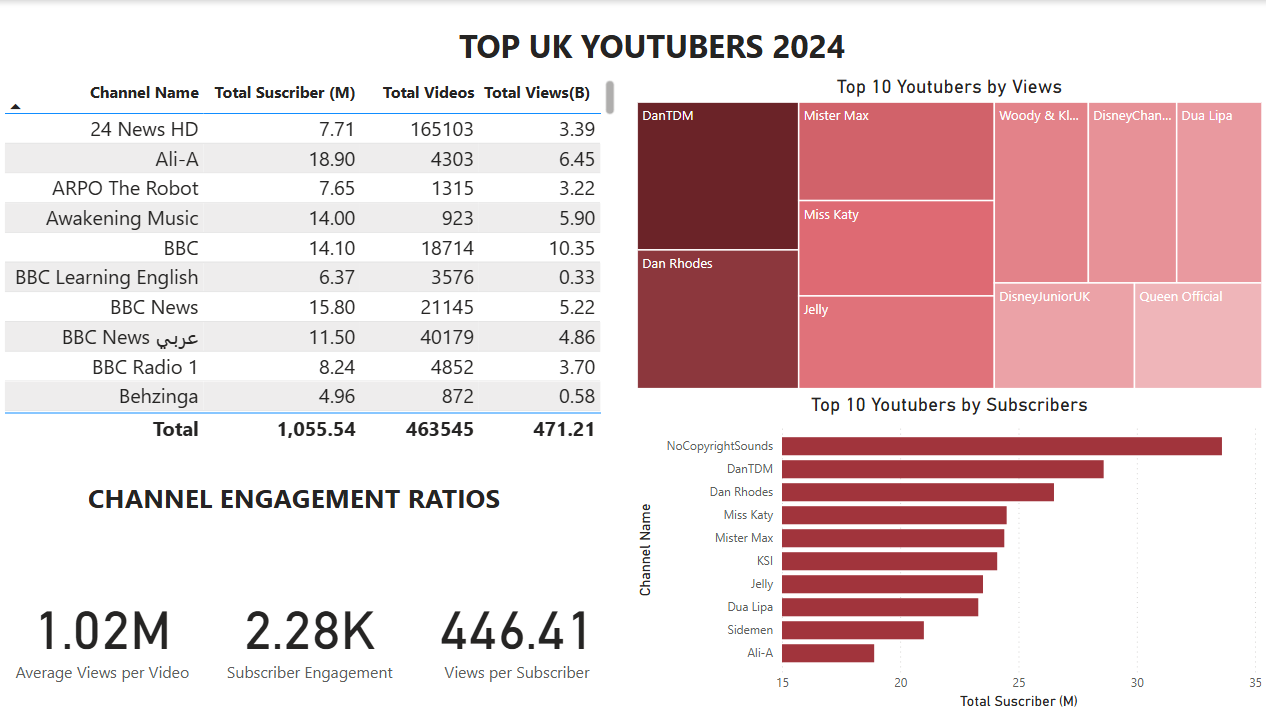 TOP UK YOUTUBERS 2024
Channel Name Total Suscriber (M) Total Videos Total Views(B)
24 News HD 7.71 165103 3.39
Ali-A 18.90 4303 6.45
ARPO The Robot 7.65 1315 3.22
Awakening Music 14.00 923 5.90
BBC 14.10 18714 10.35
BBC Learning English 6.37 3576 0.33
BBC News 15.80 21145 5.22
BBC News عربي 11.50 40179 4.86
BBC Radio 1 8.24 4852 3.70
Behzinga 4.96 872 0.58
Total 1,055.54 463545 471.21
CHANNEL ENGAGEMENT RATIOS
1.02M
Average Views per Video
2.28K
Subscriber Engagement
446.41
Views per Subscriber
Top 10 Youtubers by Views
DanTDM
Dan Rhodes
Mister Max
Miss Katy
Jelly
Woody & Kl...
DisneyChan...
Dua Lipa
DisneyJuniorUK
Queen Official
Top 10 Youtubers by Subscribers
Channel Name
NoCopyrightSounds
DanTDM
Dan Rhodes
Miss Katy
Mister Max
KSI
Jelly
Dua Lipa
Sidemen
Ali-A
15 20 25 30 35
Total Suscriber (M)